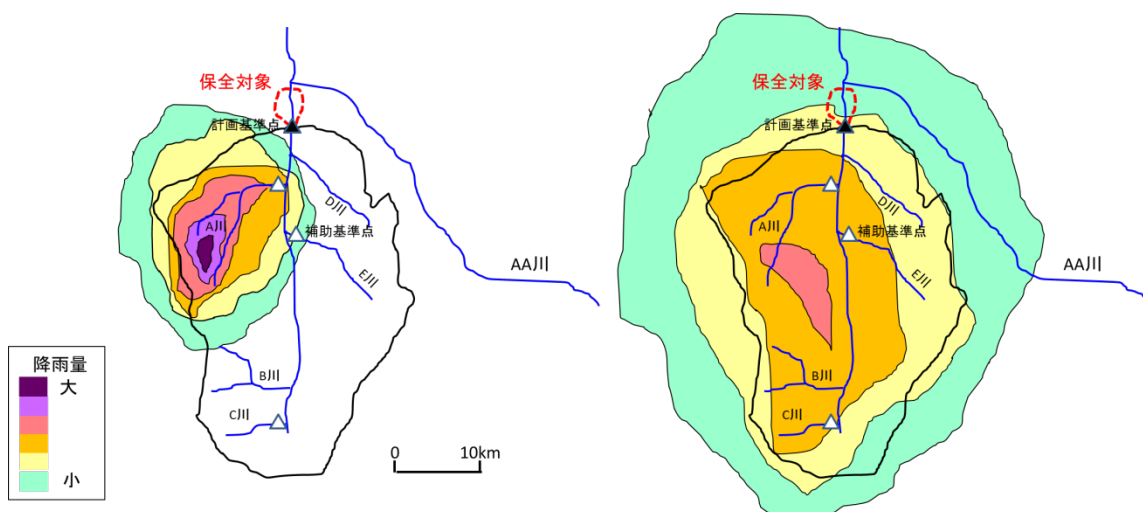 保全対象
計画基準点
D川
A川
補助基準点
E川
AA川
B川
C川
降雨量
大
小
0
10km
保全対象
計画基準点
D川
A川
補助基準点
E川
AA川
B川
C川